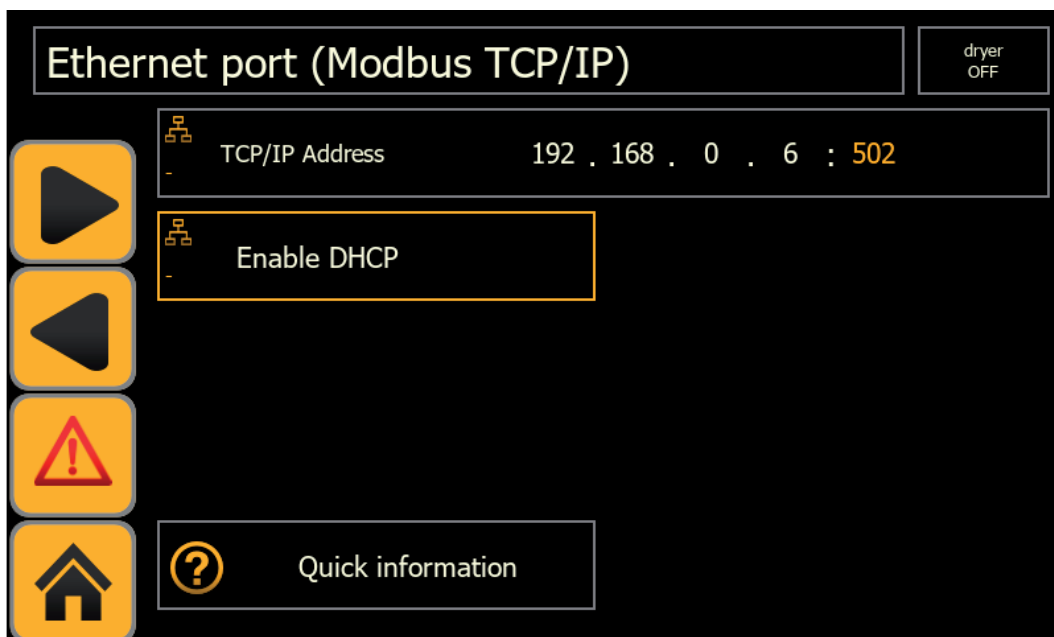 Ethernet port (Modbus TCP/IP)
dryer
OFF
TCP/IP Address 192 . 168 . 0 . 6 : 502
-
Enable DHCP
-
? Quick information